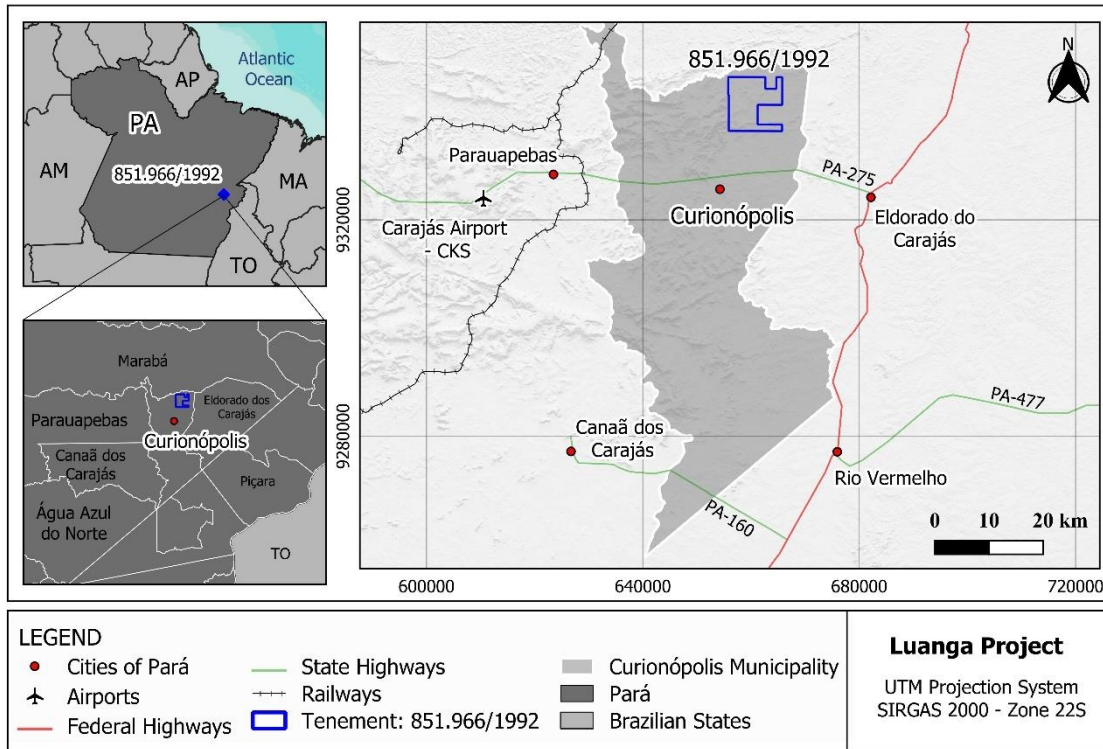 Atlantic
Ocean
AP
PA
AM
851.966/1992
MA
TO
Marabá
Parauapebas
Eldorado dos
Carajás
Curionópolis
Canaã dos
Carajás
Piçara
Água Azul
do Norte
TO
N
851.966/1992
Parauapebas
PA-275
Carajás Airport
- CKS
Curionópolis
Eldorado do
Carajás
PA-477
Canaã dos
Carajás
Rio Vermelho
PA-160
0 10 20 km
9320000
9280000
600000 640000 680000 720000
LEGEND
Cities of Pará
Airports
Federal Highways
State Highways
Railways
Tenement: 851.966/1992
Curionópolis Municipality
Pará
Brazilian States
Luanga Project
UTM Projection System
SIRGAS 2000 - Zone 22S